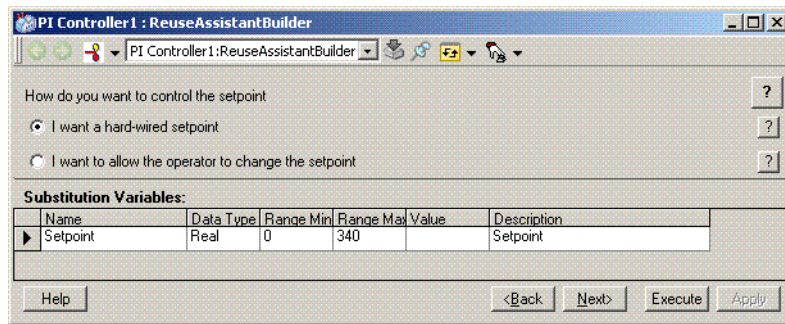 PI Controller1 : ReuseAssistantBuilder
PI Controller1:ReuseAssistantBuilder
How do you want to control the setpoint
?
I want a hard-wired setpoint
?
I want to allow the operator to change the setpoint
?
Substitution Variables:
Name Data Type Range Min Range Max Value Description
Setpoint Real 0 340 Setpoint
Help <Back Next> Execute Apply